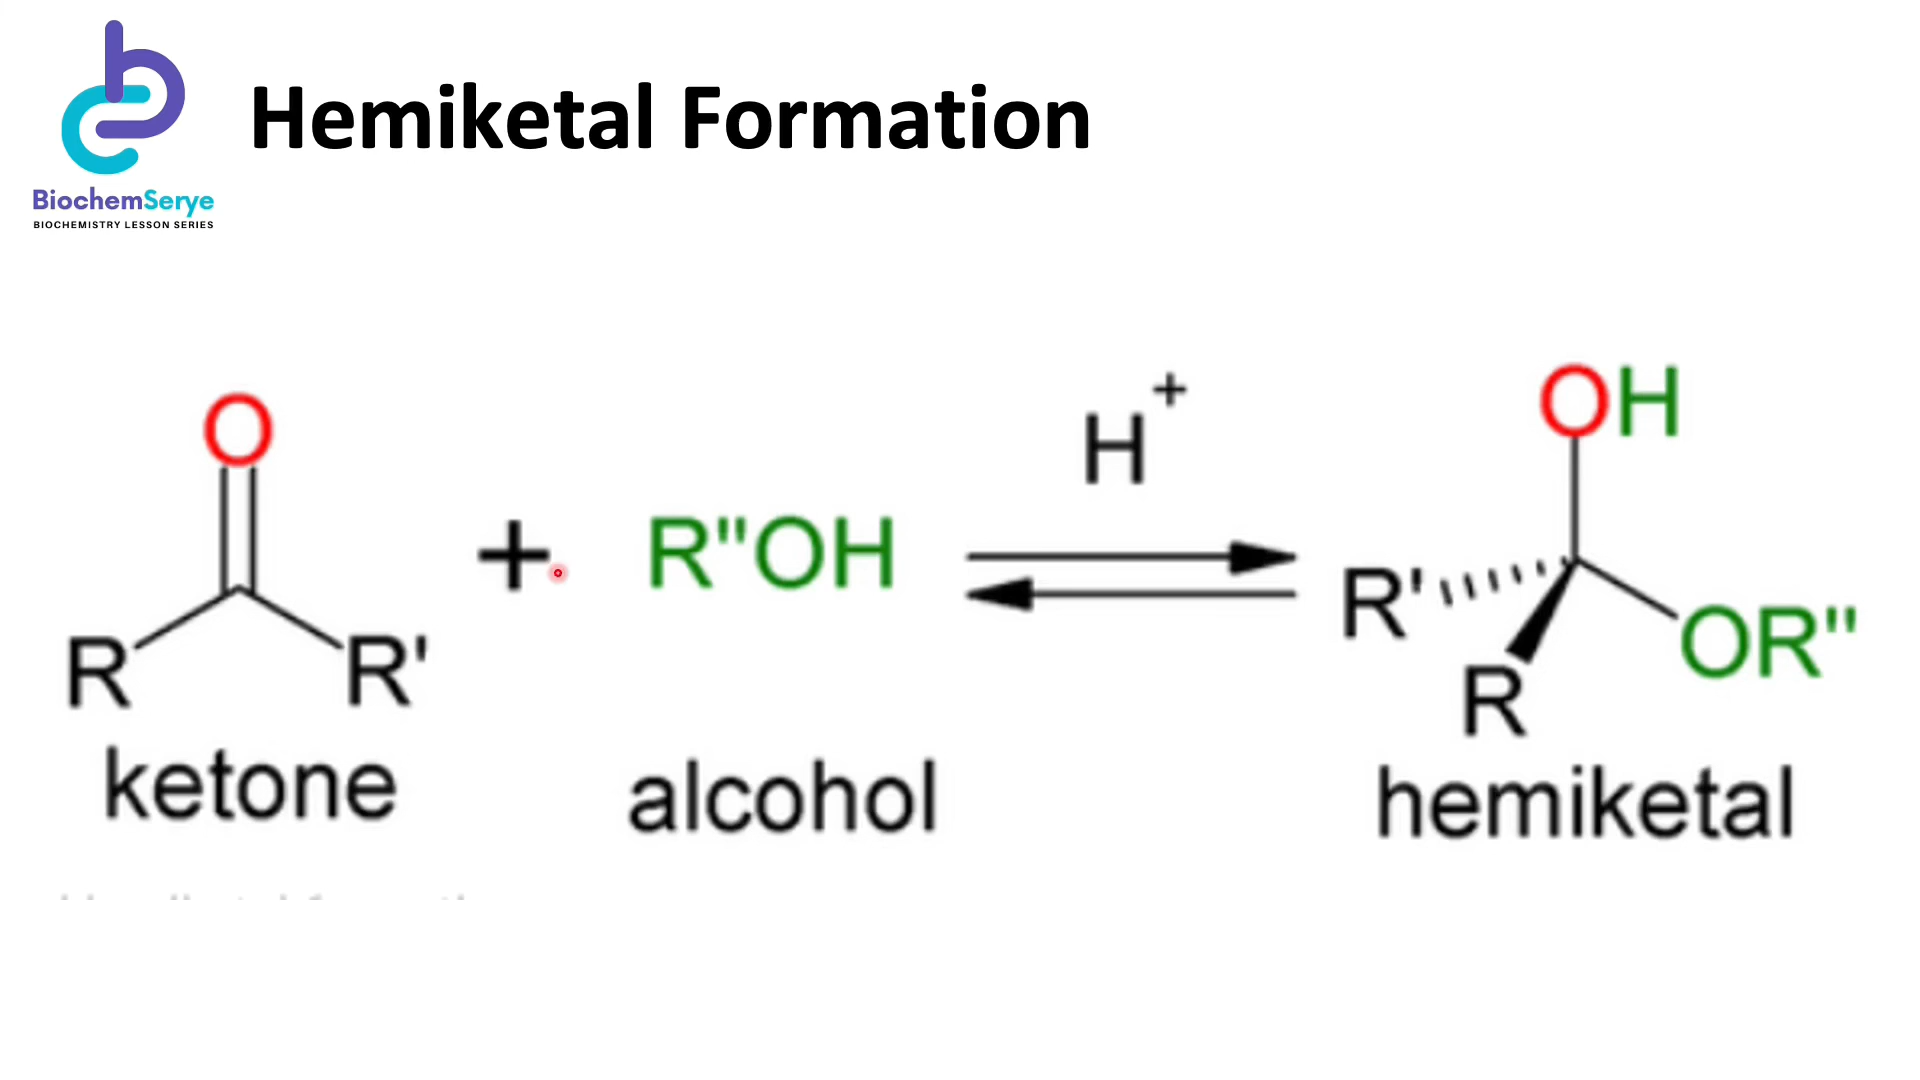 BiochemSerye
BIOCHEMISTRY LESSON SERIES
Hemiketal Formation
O
R
R'
ketone
+
R"OH
alcohol
H+
OH
R'
R
OR"
hemiketal